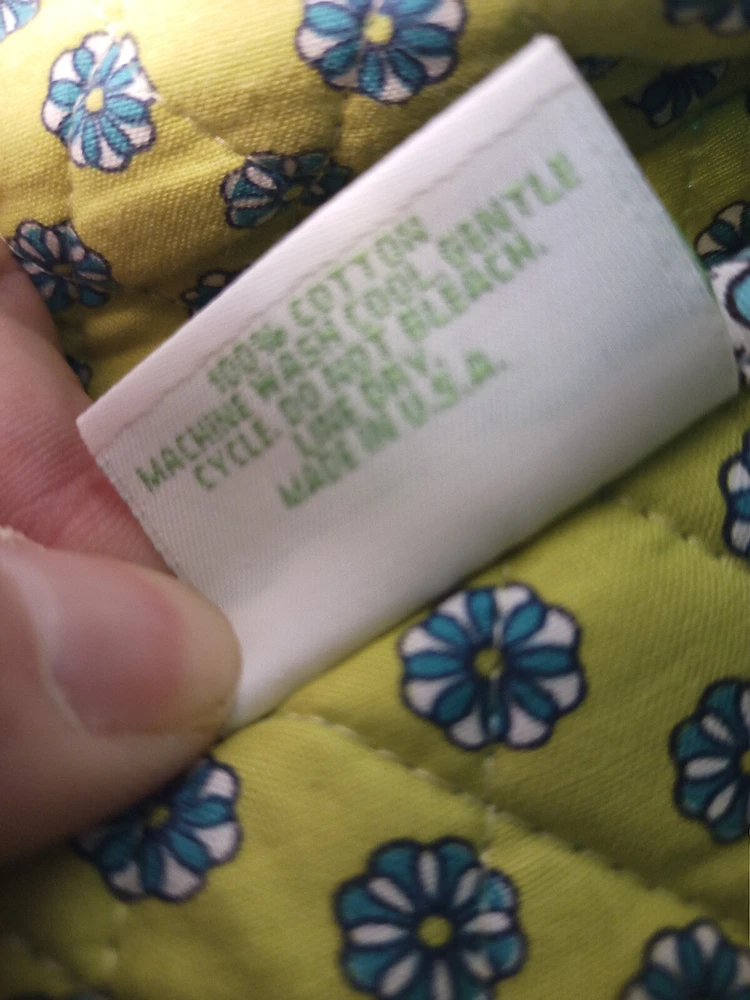 100% COTTON
MACHINE WASH COOL, GENTLE
CYCLE. DO NOT BLEACH.
LINE DRY.
MADE IN U.S.A.